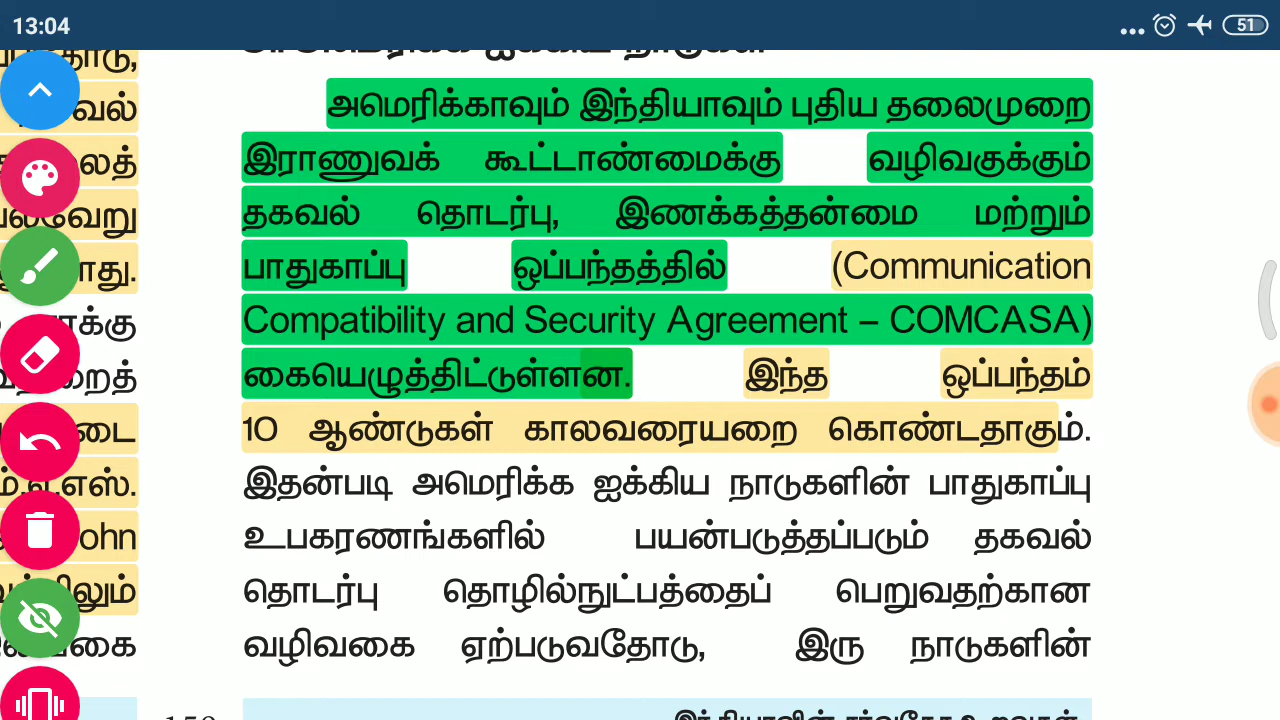 13:04
51
அமெரிக்காவும் இந்தியாவும் புதிய தலைமுறை
இராணுவக் கூட்டாண்மைக்கு வழிவகுக்கும்
தகவல் தொடர்பு, இணக்கத்தன்மை மற்றும்
பாதுகாப்பு ஒப்பந்தத்தில் (Communication
Compatibility and Security Agreement – COMCASA)
கையெழுத்திட்டுள்ளன. இந்த ஒப்பந்தம்
10 ஆண்டுகள் காலவரையறை கொண்டதாகும்.
இதன்படி அமெரிக்க ஐக்கிய நாடுகளின் பாதுகாப்பு
உபகரணங்களில் பயன்படுத்தப்படும் தகவல்
தொடர்பு தொழில்நுட்பத்தைப் பெறுவதற்கான
வழிவகை ஏற்படுவதோடு, இரு நாடுகளின்